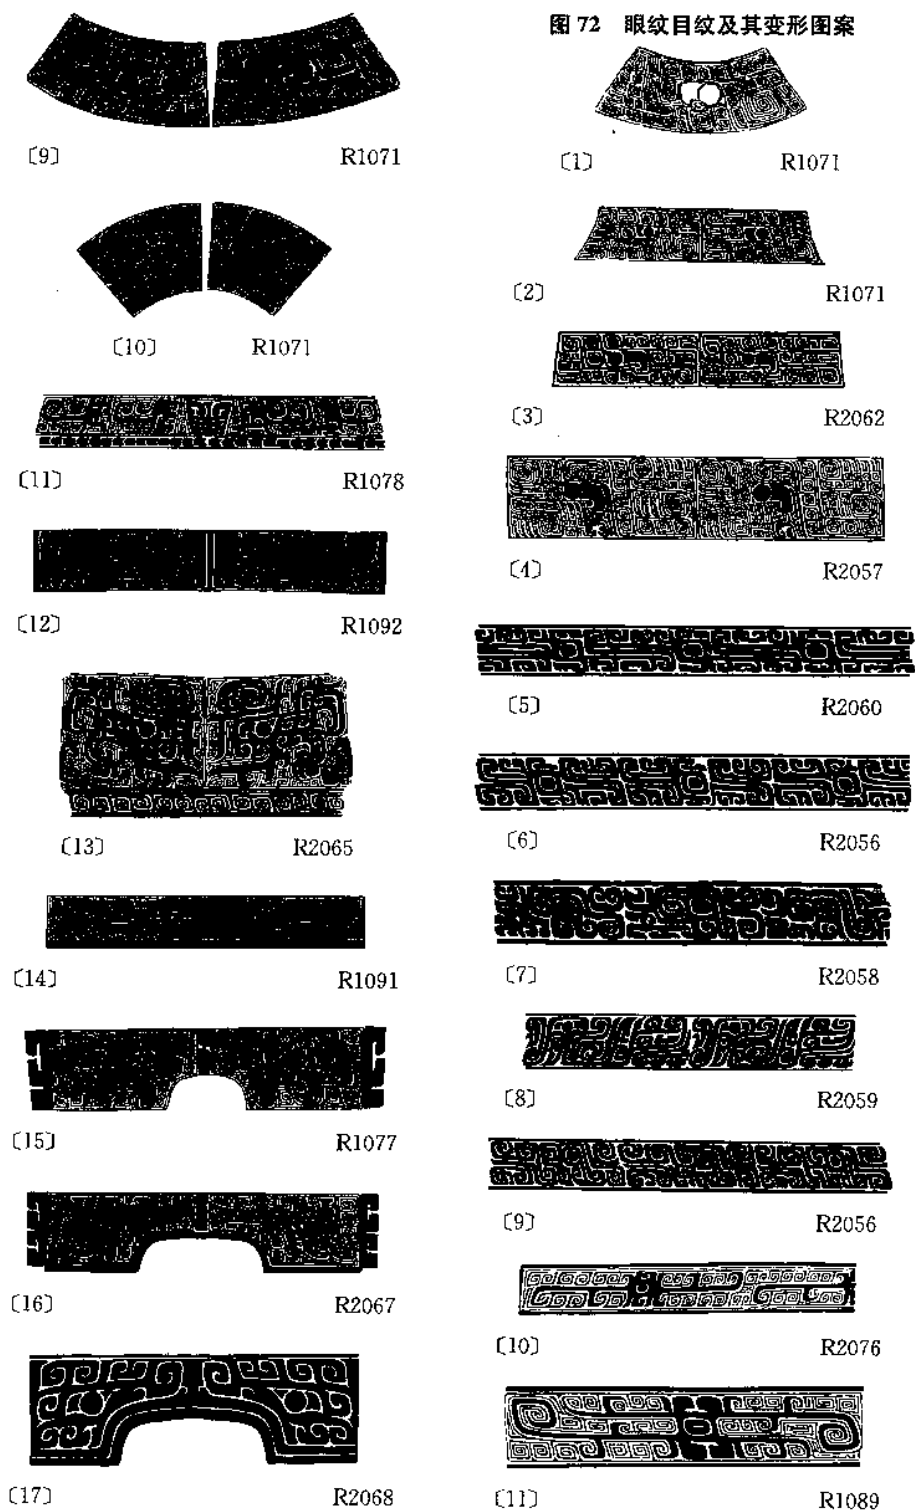 〔9〕 R1071
〔10〕 R1071
〔11〕 R1078
〔12〕 R1092
〔13〕 R2065
〔14〕 R1091
〔15〕 R1077
〔16〕 R2067
〔17〕 R2068
图 72 眼纹目纹及其变形图案
〔1〕 R1071
〔2〕 R1071
〔3〕 R2062
〔4〕 R2057
〔5〕 R2060
〔6〕 R2056
〔7〕 R2058
〔8〕 R2059
〔9〕 R2056
〔10〕 R2076
〔11〕 R1089